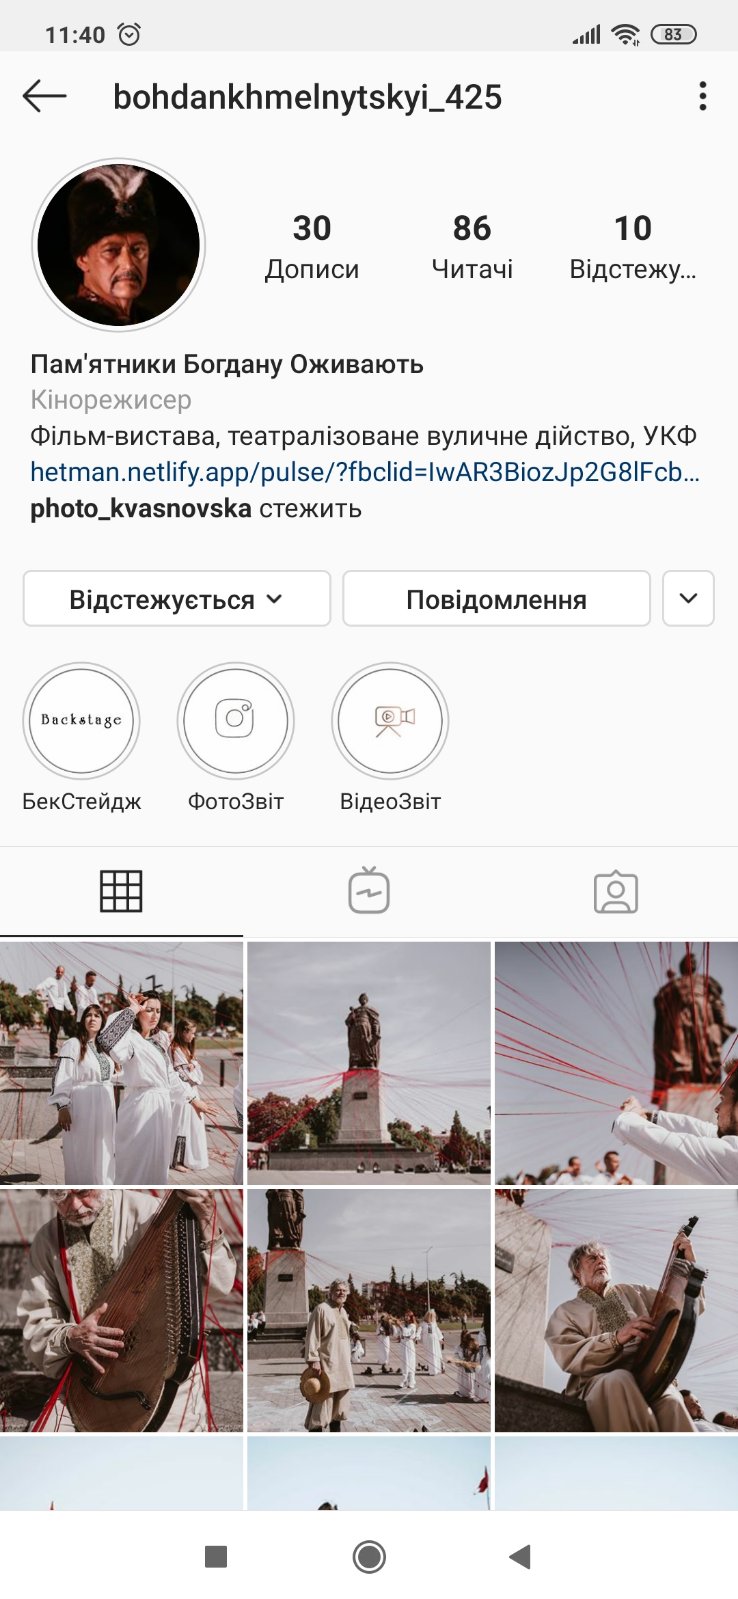 11:40 83
bohdankhmelnytskyi_425
30 86 10
Дописи Читачі Відстежу...
Пам'ятники Богдану Оживають
Кінорежисер
Фільм-вистава, театралізоване вуличне дійство, УКФ
hetman.netlify.app/pulse/?fbclid=IwAR3BiozJp2G8lFcb...
photo_kvasnovska стежить
Відстежується Повідомлення
Backstage
БекСтейдж ФотоЗвіт ВідеоЗвіт